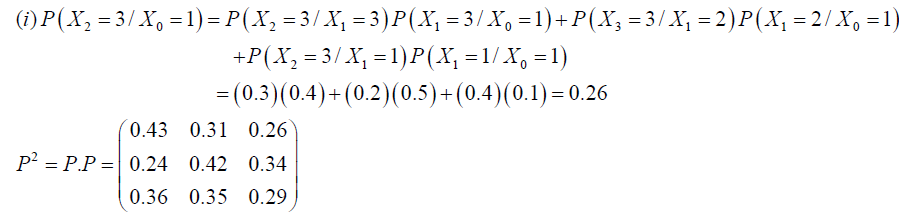 (i) P(X₂ = 3/ X₀ = 1) = P(X₂ = 3/ X₁ = 3) P(X₁ = 3/ X₀ = 1) + P(X₃ = 3/ X₁ = 2) P(X₁ = 2/ X₀ = 1)
+P(X₂ = 3/ X₁ = 1) P(X₁ = 1/ X₀ = 1)
= (0.3)(0.4) + (0.2)(0.5) + (0.4)(0.1) = 0.26
0.43 0.31 0.26
P² = P.P = 0.24 0.42 0.34
0.36 0.35 0.29